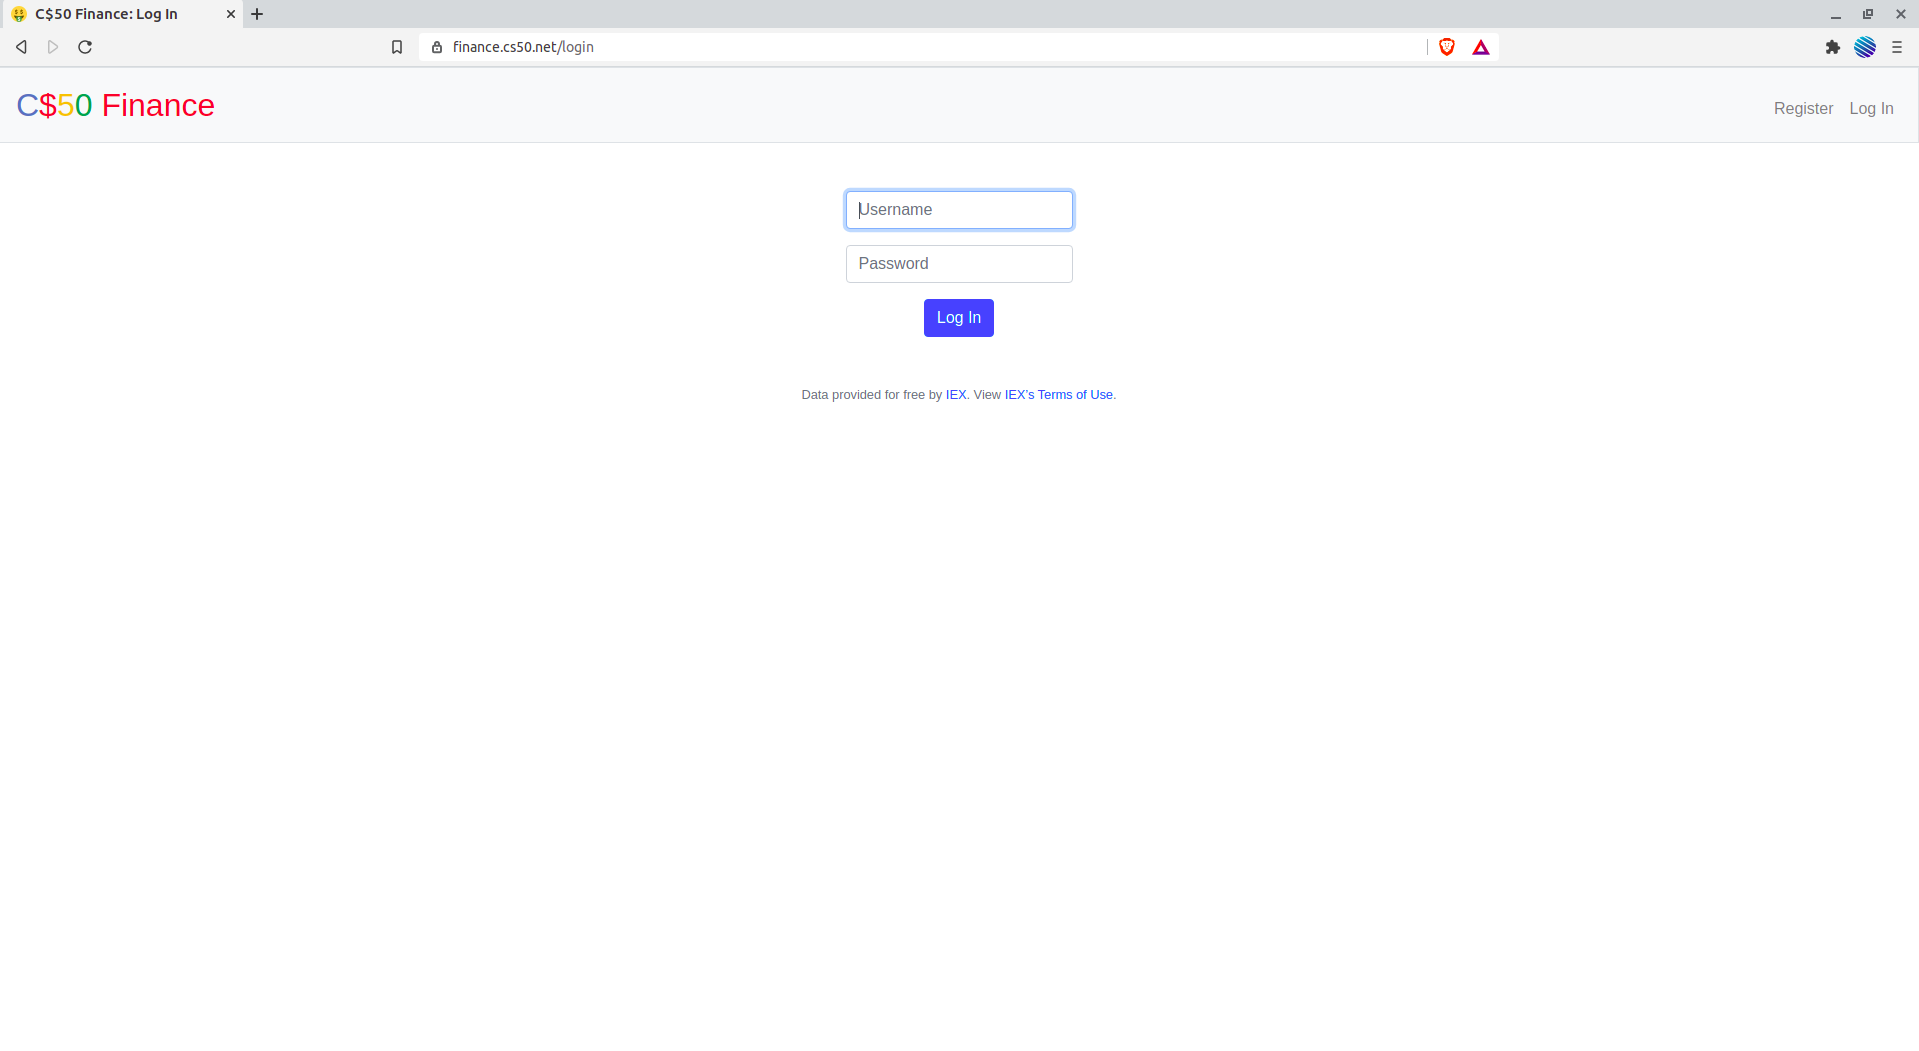 C$50 Finance: Log In
finance.cs50.net/login
C$50 Finance
Register Log In
Username
Password
Log In
Data provided for free by IEX. View IEX's Terms of Use.